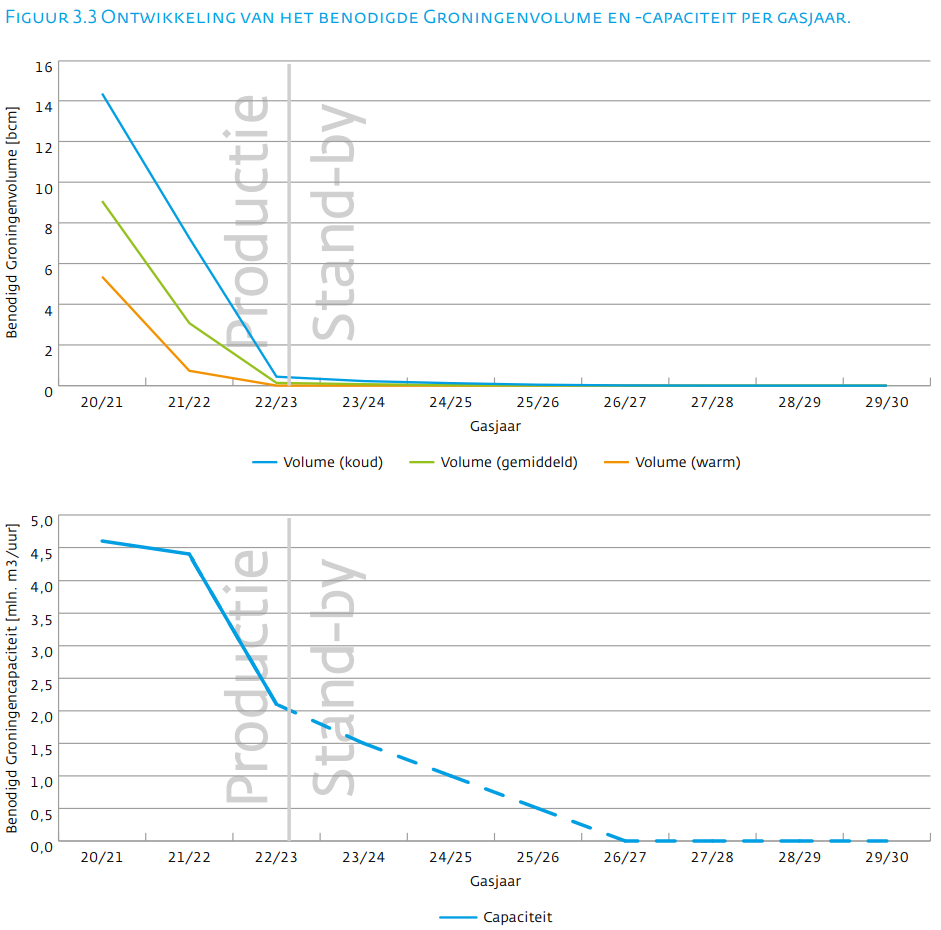 Figuur 3.3 Ontwikkeling van het benodigde Groningenvolume en -capaciteit per gasjaar.
Benodigd Groningenvolume [bcm]
16
14
12
10
8
6
4
2
0
Productie
Stand-by
20/21 21/22 22/23 23/24 24/25 25/26 26/27 27/28 28/29 29/30
Gasjaar
Volume (koud) Volume (gemiddeld) Volume (warm)
Benodigd Groningencapaciteit [mln. m3/uur]
5,0
4,5
4,0
3,5
3,0
2,5
2,0
1,5
1,0
0,5
0,0
Productie
Stand-by
20/21 21/22 22/23 23/24 24/25 25/26 26/27 27/28 28/29 29/30
Gasjaar
Capaciteit